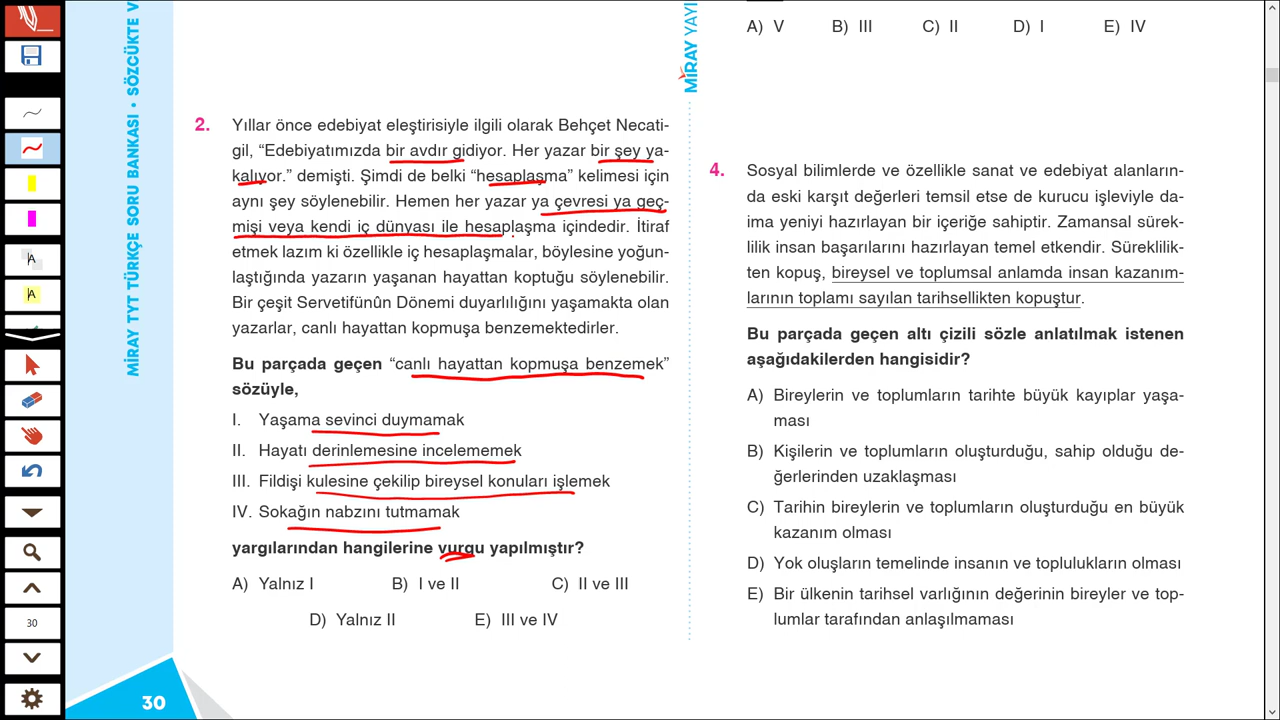 MİRAY TYT TÜRKÇE SORU BANKASI • SÖZCÜKTE V
2. Yıllar önce edebiyat eleştirisiyle ilgili olarak Behçet Necati-
gil, “Edebiyatımızda bir avdır gidiyor. Her yazar bir şey ya-
kalıyor.” demişti. Şimdi de belki “hesaplaşma” kelimesi için
aynı şey söylenebilir. Hemen her yazar ya çevresi ya geç-
mişi veya kendi iç dünyası ile hesaplaşma içindedir. İtiraf
etmek lazım ki özellikle iç hesaplaşmalar, böylesine yoğun-
laştığında yazarın yaşanan hayattan koptuğu söylenebilir.
Bir çeşit Servetifünûn Dönemi duyarlılığını yaşamakta olan
yazarlar, canlı hayattan kopmuşa benzemektedirler.
Bu parçada geçen “canlı hayattan kopmuşa benzemek”
sözüyle,
I Yaşama sevinci duymamak
II. Hayatı derinlemesine incelememek
III. Fildişi kulesine çekilip bireysel konuları işlemek
IV. Sokağın nabzını tutmamak
yargılarından hangilerine vurgu yapılmıştır?
A) Yalnız I B) I ve II C) II ve III
D) Yalnız II E) III ve IV
30
MİRAY YAYI
A) V B) III C) II D) I E) IV
4. Sosyal bilimlerde ve özellikle sanat ve edebiyat alanların-
da eski karşıt değerleri temsil etse de kurucu işleviyle da-
ima yeniyi hazırlayan bir içeriğe sahiptir. Zamansal sürek-
lilik insan başarılarını hazırlayan temel etkendir. Süreklilik-
ten kopuş, bireysel ve toplumsal anlamda insan kazanım-
larının toplamı sayılan tarihsellikten kopuştur.
Bu parçada geçen altı çizili sözle anlatılmak istenen
aşağıdakilerden hangisidir?
A) Bireylerin ve toplumların tarihte büyük kayıplar yaşa-
ması
B) Kişilerin ve toplumların oluşturduğu, sahip olduğu de-
ğerlerinden uzaklaşması
C) Tarihin bireylerin ve toplumların oluşturduğu en büyük
kazanım olması
D) Yok oluşların temelinde insanın ve toplulukların olması
E) Bir ülkenin tarihsel varlığının değerinin bireyler ve top-
lumlar tarafından anlaşılmaması
A
A
30